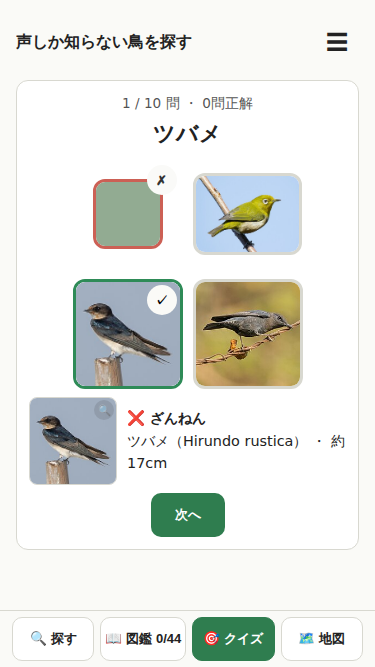 声しか知らない鳥を探す
1 / 10 問 ・ 0問正解
ツバメ
✗
✓
❌ ざんねん
ツバメ（Hirundo rustica） ・ 約
17cm
次へ
🔍 探す
📖 図鑑 0/44
🎯 クイズ
🗺️ 地図